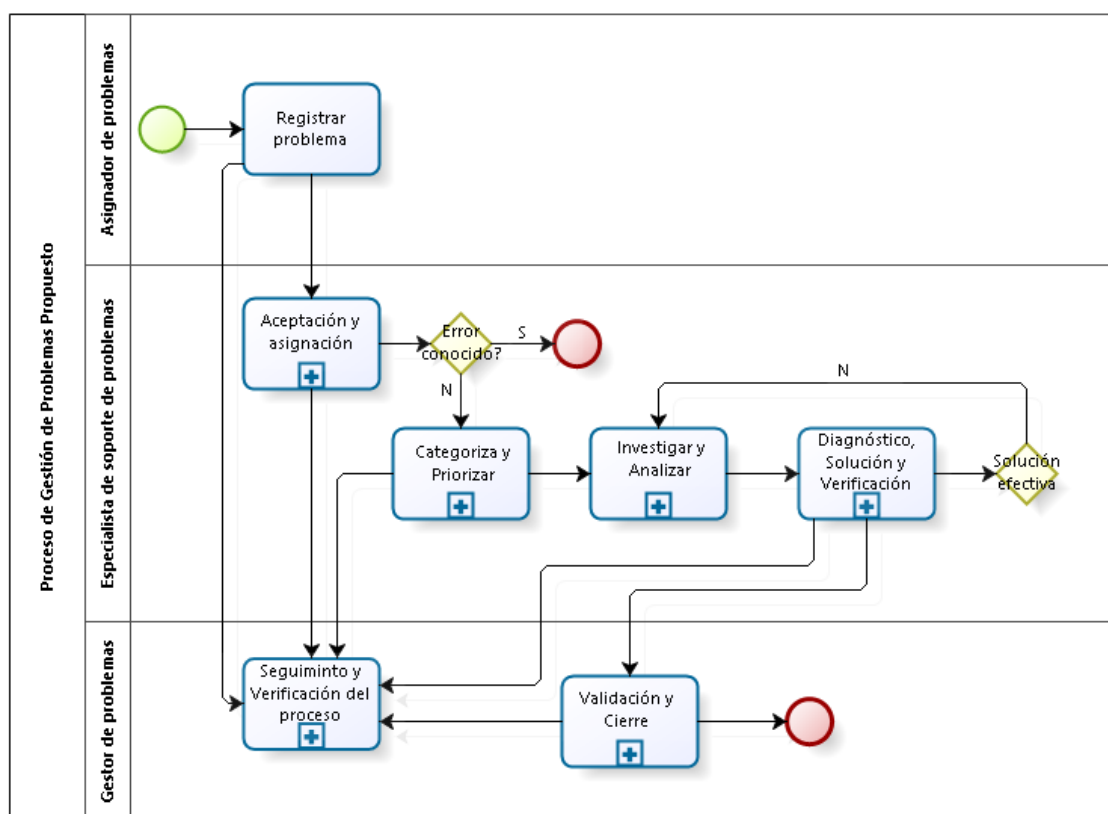 Proceso de Gestión de Problemas Propuesto
Asignador de problemas
Registrar
problema
Especialista de soporte de problemas
Aceptación y
asignación
Error
conocido?
S
N
Categoriza y
Priorizar
Investigar y
Analizar
Diagnóstico,
Solución y
Verificación
N
Solución
efectiva
Gestor de problemas
Seguiminto y
Verificación del
proceso
Validación y
Cierre